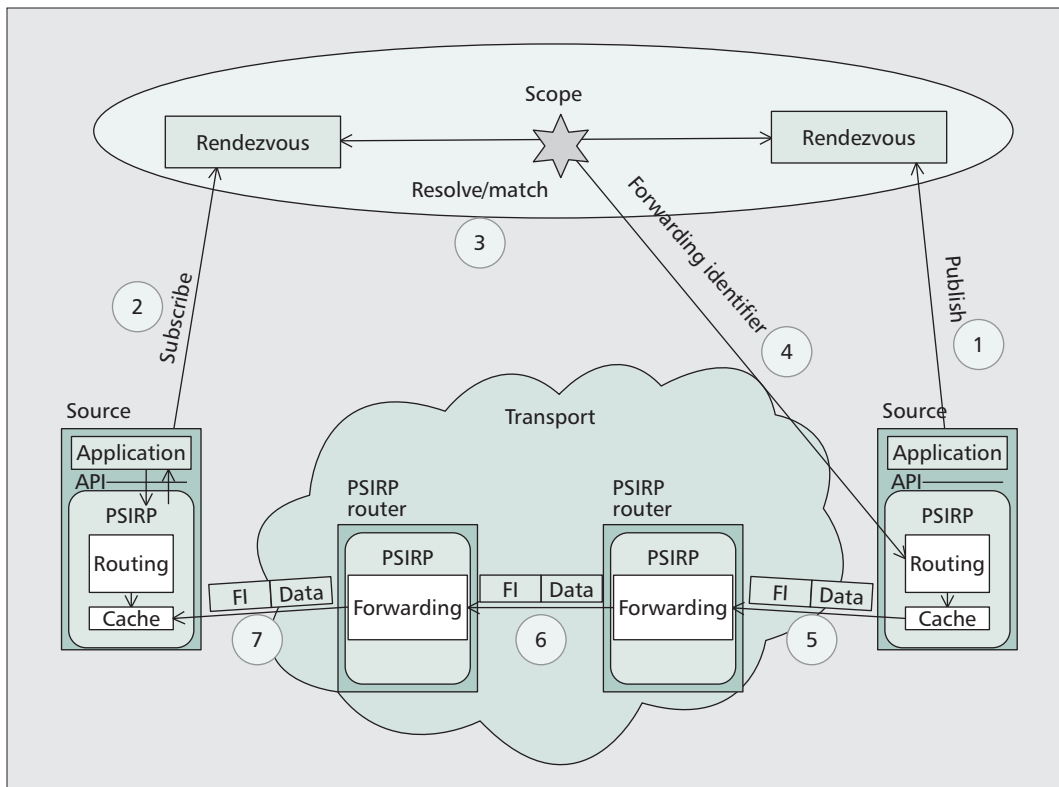 Scope
Rendezvous
Rendezvous
Resolve/match
3
Forwarding identifier
4
2
Subscribe
Publish
1
Source
Application
API
PSIRP
Routing
Cache
Transport
PSIRP
router
PSIRP
Forwarding
PSIRP
router
PSIRP
Forwarding
Source
Application
API
PSIRP
Routing
Cache
FI
Data
7
FI
Data
6
FI
Data
5